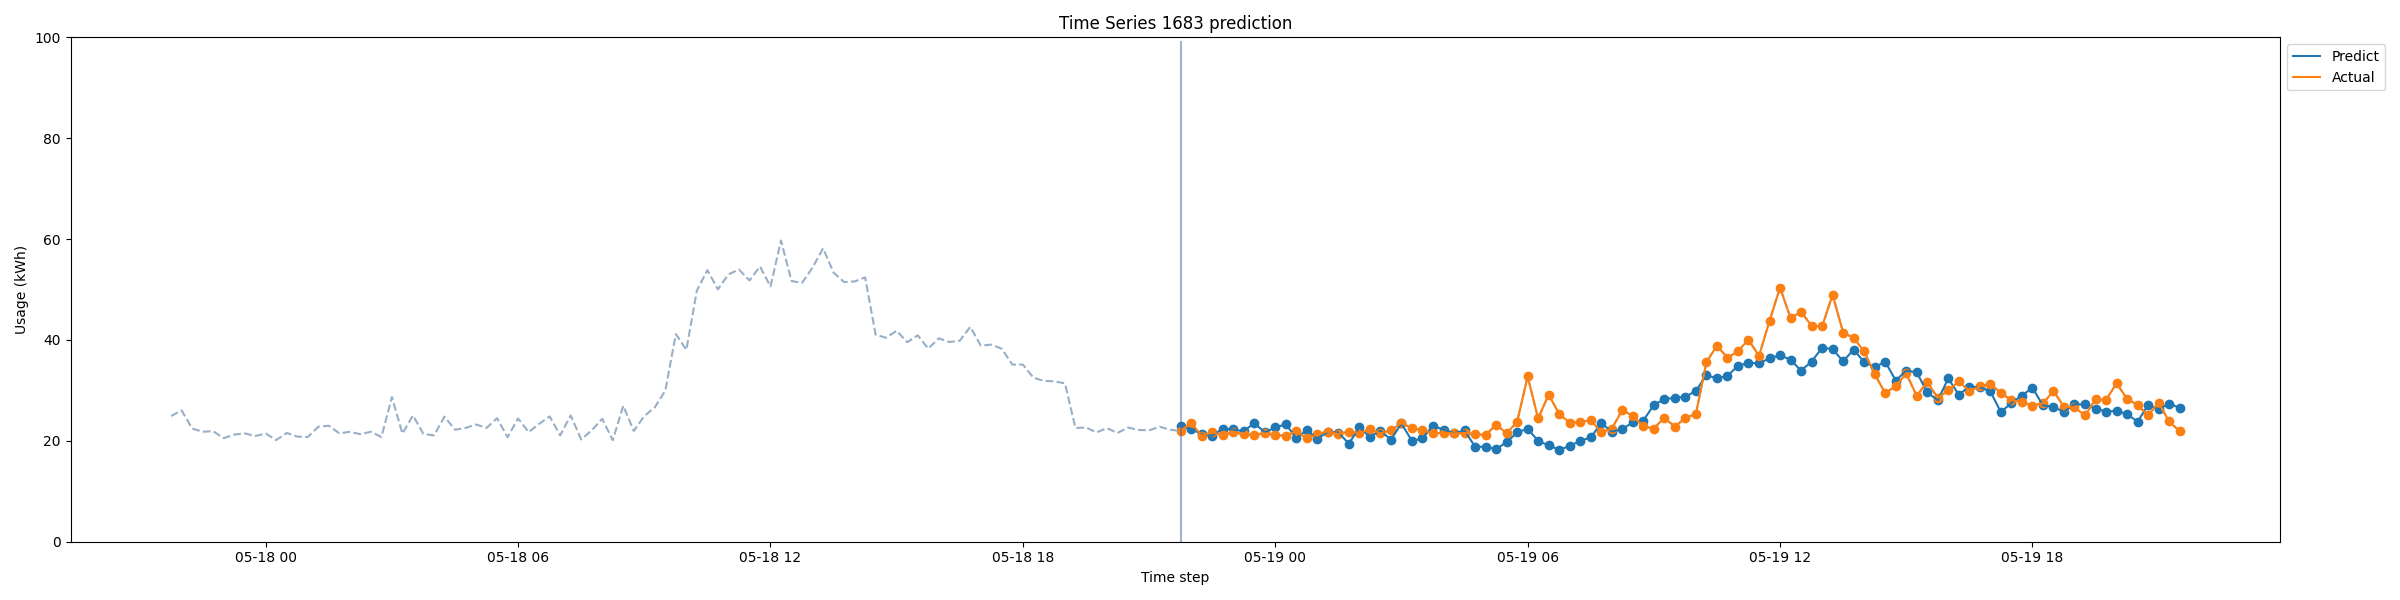 Time Series 1683 prediction
100
80
60
40
20
0
Usage (kWh)
Predict
Actual
05-18 00
05-18 06
05-18 12
05-18 18
05-19 00
05-19 06
05-19 12
05-19 18
Time step